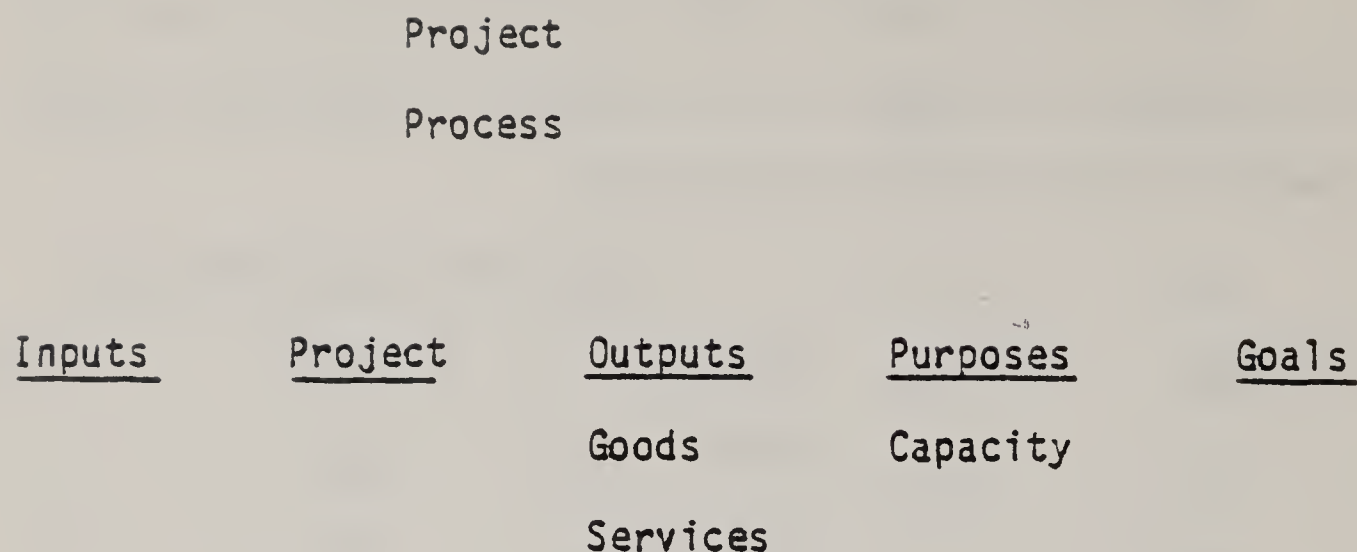 Project
Process
Inputs Project Outputs Purposes Goals
Goods Capacity
Services